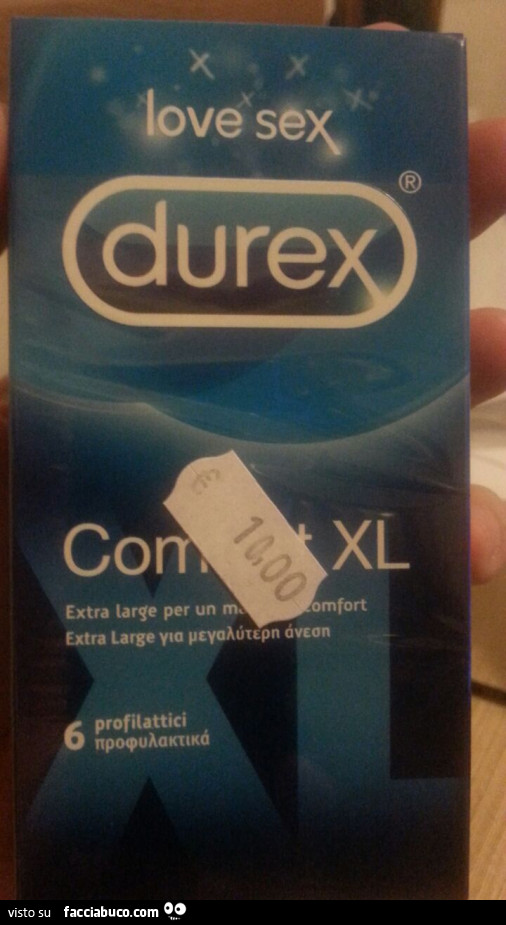 love sex
durex®
Com t XL
€ 10.00
Extra large per un comfort
Extra Large για μεγαλύτερη άνεση
6 profilattici
προφυλακτικά
XL
visto su facciabuco.com